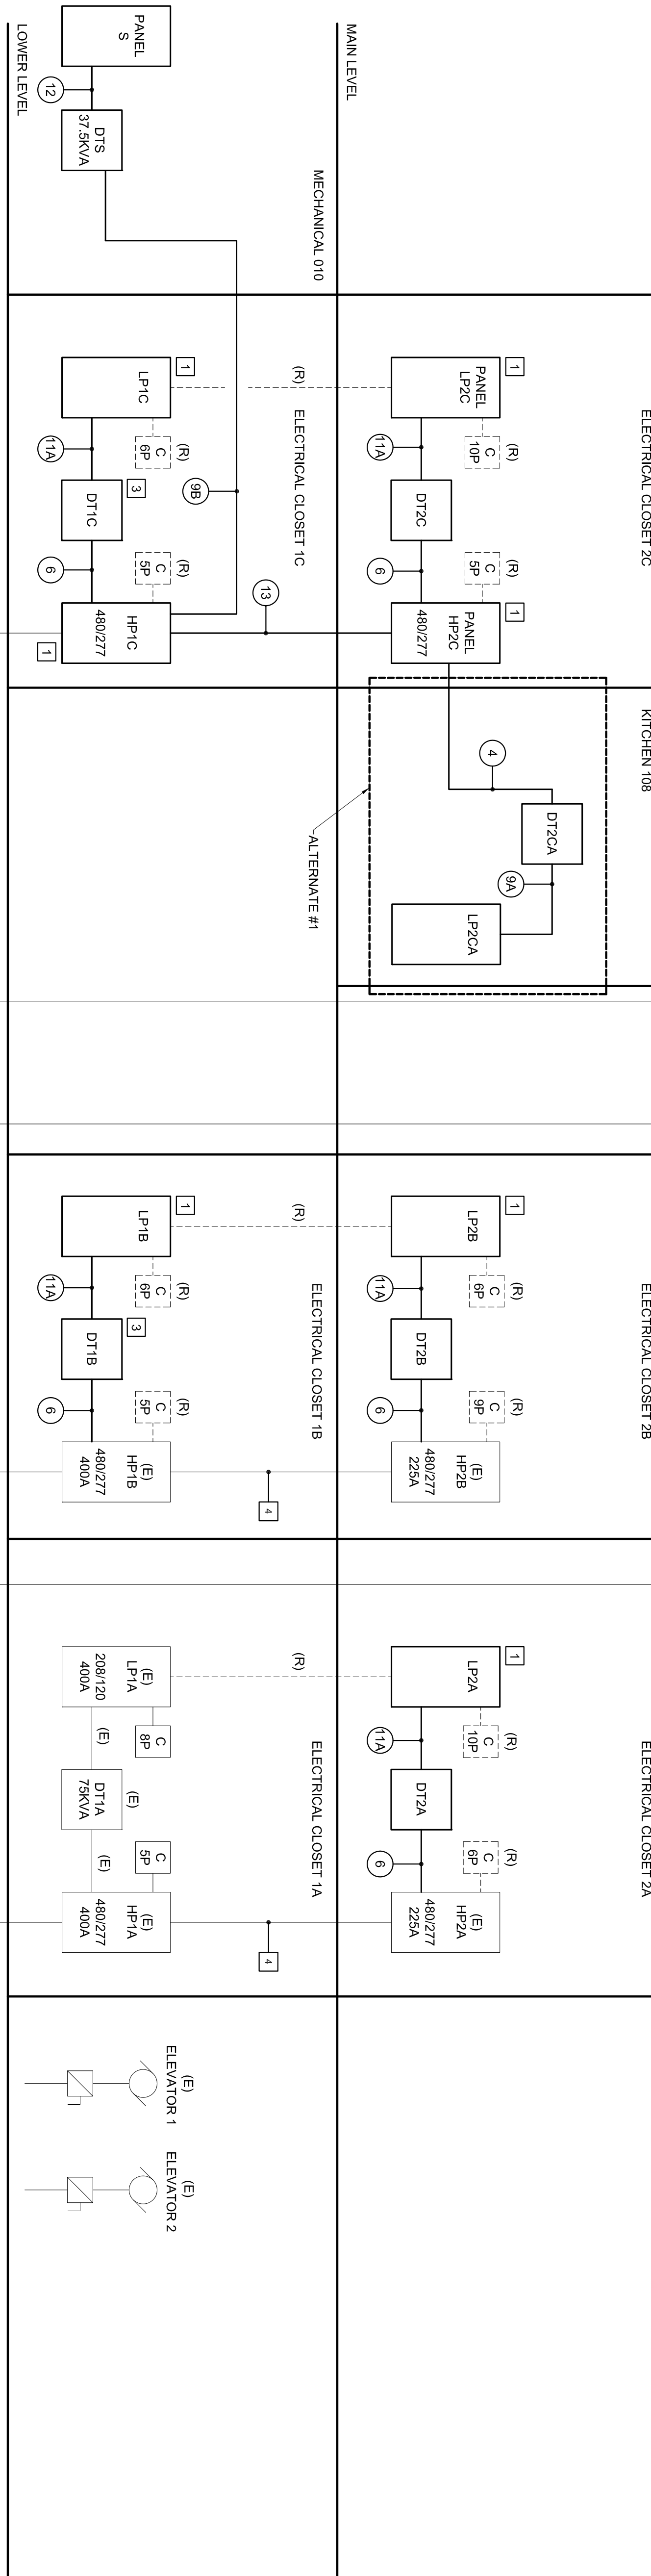 ELECTRICAL CLOSET 2C
(R)
(R)
1
C
10P
C
5P
1
PANEL
LP2C
11A
DT2C
6
PANEL
HP2C
480/277
KITCHEN 108
DT2CA
9A
4
LP2CA
ALTERNATE #1
ELECTRICAL CLOSET 2B
(R)
(R)
1
C
6P
C
9P
LP2B
11A
DT2B
6
(E)
HP2B
480/277
225A
ELECTRICAL CLOSET 2A
(R)
(R)
1
C
10P
C
6P
LP2A
11A
DT2A
6
(E)
HP2A
480/277
225A
MAIN LEVEL
MECHANICAL 010
PANEL
S
12
DTS
37.5KVA
(R)
ELECTRICAL CLOSET 1C
13
9B
1
(R)
(R)
C
6P
C
5P
3
LP1C
11A
DT1C
6
HP1C
480/277
1
ELECTRICAL CLOSET 1B
(R)
4
1
(R)
(R)
C
6P
C
5P
3
LP1B
11A
DT1B
6
(E)
HP1B
480/277
400A
ELECTRICAL CLOSET 1A
(R)
4
C
8P
C
5P
(E)
LP1A
208/120
400A
(E)
(E)
DT1A
75KVA
(E)
(E)
HP1A
480/277
400A
(E)
ELEVATOR 1
(E)
ELEVATOR 2
LOWER LEVEL